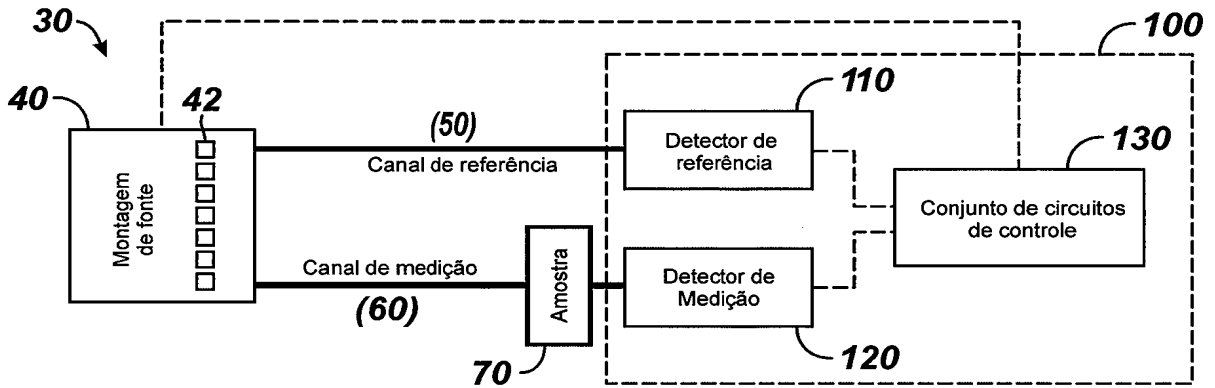 30
100
40
42
110
(50)
Canal de referência
Detector de
referência
130
Montagem
de fonte
Conjunto de circuitos
de controle
Canal de medição
(60)
Amostra
Detector de
Medição
70
120